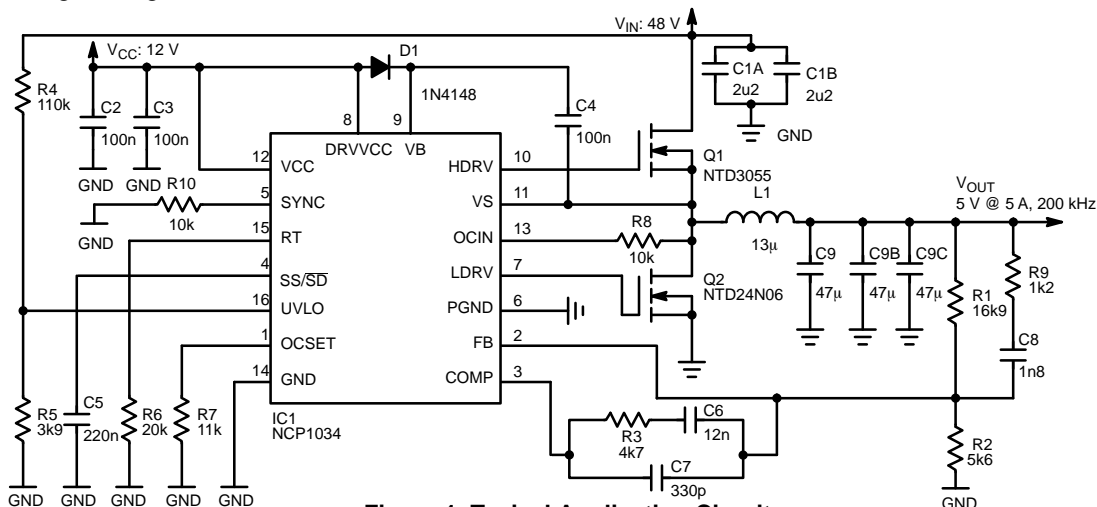 V_IN: 48 V
V_CC: 12 V
D1
1N4148
R4
110k
C2
100n
C3
100n
C4
100n
C1A
2u2
C1B
2u2
GND
GND
GND
8
9
DRVVCC
VB
12
VCC
5
SYNC
15
RT
4
SS/SD
16
UVLO
1
OCSET
14
GND
HDRV
10
VS
11
OCIN
13
LDRV
7
PGND
6
FB
2
COMP
3
R10
10k
GND
Q1
NTD3055
L1
13μ
R8
10k
Q2
NTD24N06
V_OUT
5 V @ 5 A, 200 kHz
C9
47μ
C9B
47μ
C9C
47μ
R1
16k9
R9
1k2
C8
1n8
R5
3k9
C5
220n
R6
20k
R7
11k
IC1
NCP1034
R3
4k7
C6
12n
C7
330p
R2
5k6
GND
GND
GND
GND
GND
GND